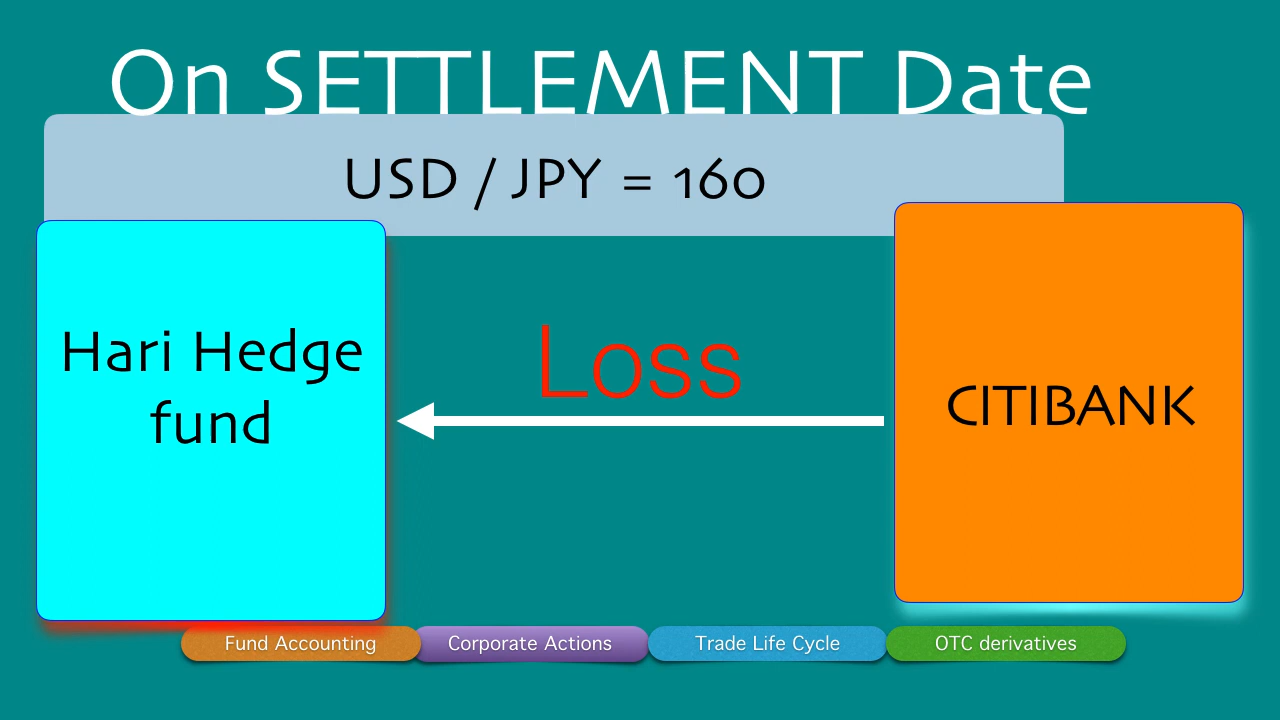 On SETTLEMENT Date
USD / JPY = 160
Hari Hedge
fund
Loss
CITIBANK
Fund Accounting
Corporate Actions
Trade Life Cycle
OTC derivatives